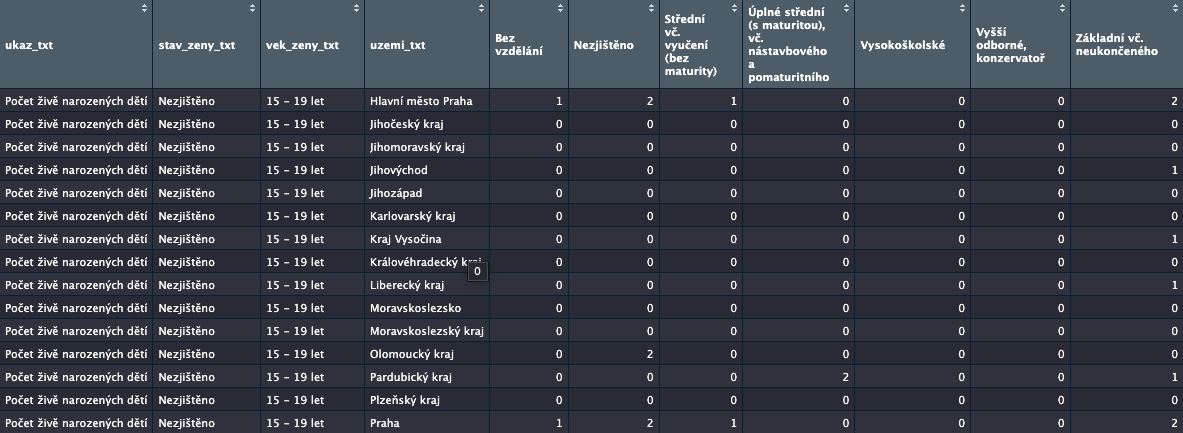 ukaz_txt stav_zeny_txt vek_zeny_txt uzemi_txt Bez vzdělání Nezjištěno Střední vč. vyučení (bez maturity) Úplné střední (s maturitou), vč. nástavbového a pomaturitního Vysokoškolské Vyšší odborné, konzervatoř Základní vč. neukončeného
Počet živě narozených dětí Nezjištěno 15 – 19 let Hlavní město Praha 1 2 1 0 0 0 2
Počet živě narozených dětí Nezjištěno 15 – 19 let Jihočeský kraj 0 0 0 0 0 0 0
Počet živě narozených dětí Nezjištěno 15 – 19 let Jihomoravský kraj 0 0 0 0 0 0 0
Počet živě narozených dětí Nezjištěno 15 – 19 let Jihovýchod 0 0 0 0 0 0 1
Počet živě narozených dětí Nezjištěno 15 – 19 let Jihozápad 0 0 0 0 0 0 0
Počet živě narozených dětí Nezjištěno 15 – 19 let Karlovarský kraj 0 0 0 0 0 0 0
Počet živě narozených dětí Nezjištěno 15 – 19 let Kraj Vysočina 0 0 0 0 0 0 1
Počet živě narozených dětí Nezjištěno 15 – 19 let Královéhradecký kraj 0 0 0 0 0 0 0
0
Počet živě narozených dětí Nezjištěno 15 – 19 let Liberecký kraj 0 0 0 0 0 0 1
Počet živě narozených dětí Nezjištěno 15 – 19 let Moravskoslezsko 0 0 0 0 0 0 0
Počet živě narozených dětí Nezjištěno 15 – 19 let Moravskoslezský kraj 0 0 0 0 0 0 0
Počet živě narozených dětí Nezjištěno 15 – 19 let Olomoucký kraj 0 2 0 0 0 0 0
Počet živě narozených dětí Nezjištěno 15 – 19 let Pardubický kraj 0 0 0 2 0 0 1
Počet živě narozených dětí Nezjištěno 15 – 19 let Plzeňský kraj 0 0 0 0 0 0 0
Počet živě narozených dětí Nezjištěno 15 – 19 let Praha 1 2 1 0 0 0 2